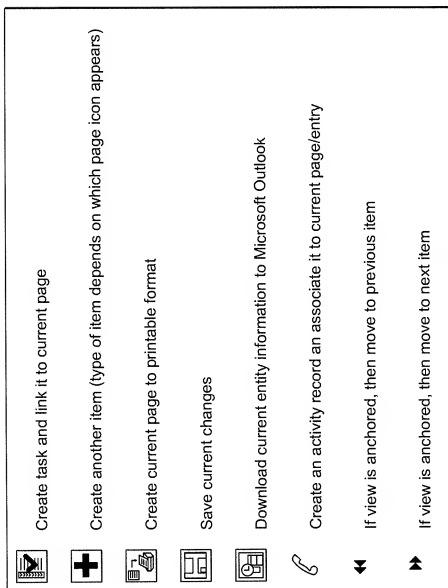 Create task and link it to current page
Create another item (type of item depends on which page icon appears)
Create current page to printable format
Save current changes
Download current entity information to Microsoft Outlook
Create an activity record an associate it to current page/entry
If view is anchored, then move to previous item
If view is anchored, then move to next item